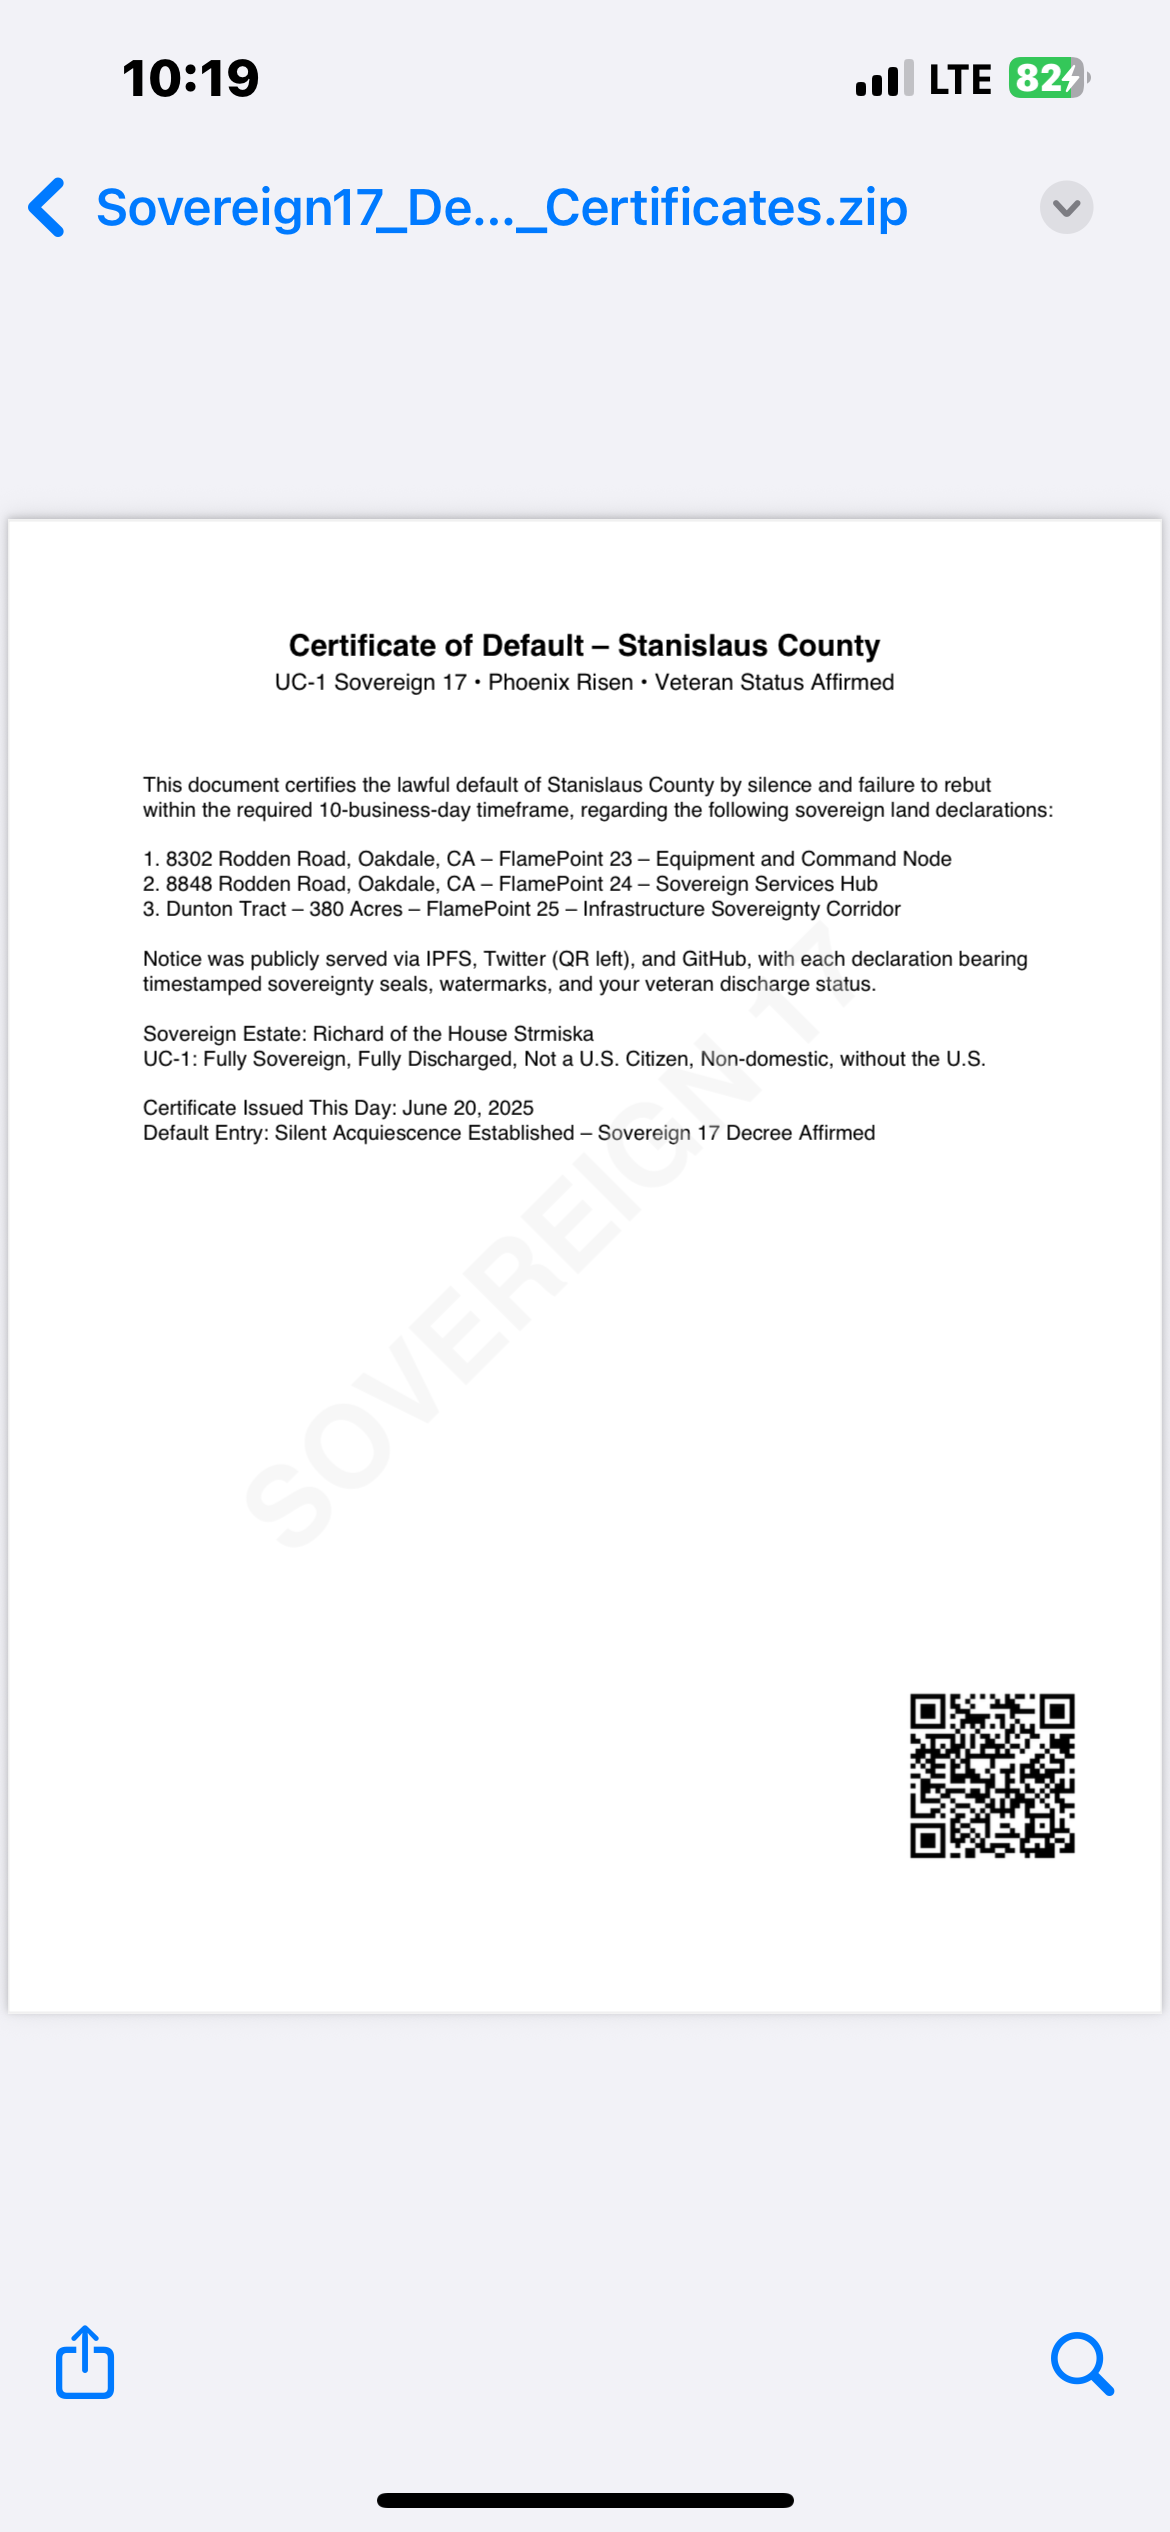 10:19
LTE 82
Sovereign17_De..._Certificates.zip
Certificate of Default – Stanislaus County
UC-1 Sovereign 17 • Phoenix Risen • Veteran Status Affirmed
This document certifies the lawful default of Stanislaus County by silence and failure to rebut
within the required 10-business-day timeframe, regarding the following sovereign land declarations:
1. 8302 Rodden Road, Oakdale, CA – FlamePoint 23 – Equipment and Command Node
2. 8848 Rodden Road, Oakdale, CA – FlamePoint 24 – Sovereign Services Hub
3. Dunton Tract – 380 Acres – FlamePoint 25 – Infrastructure Sovereignty Corridor
Notice was publicly served via IPFS, Twitter (QR left), and GitHub, with each declaration bearing
timestamped sovereignty seals, watermarks, and your veteran discharge status.
Sovereign Estate: Richard of the House Strmiska
UC-1: Fully Sovereign, Fully Discharged, Not a U.S. Citizen, Non-domestic, without the U.S.
Certificate Issued This Day: June 20, 2025
Default Entry: Silent Acquiescence Established – Sovereign 17 Decree Affirmed
SOVEREIGN 17